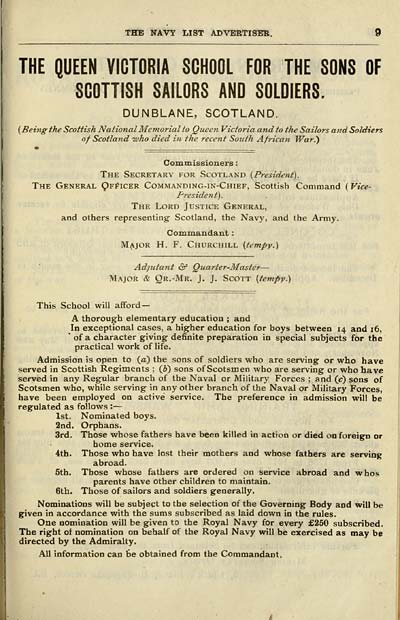 THE NAVY LIST ADVERTISER. 9
THE QUEEN VICTORIA SCHOOL FOR THE SONS OF
SCOTTISH SAILORS AND SOLDIERS.
DUNBLANE, SCOTLAND.
(Being the Scottish National Memorial to Queen Victoria and to the Sailors and Soldiers
of Scotland who died in the recent South African War.)
Commissioners:
THE SECRETARY FOR SCOTLAND (President).
THE GENERAL OFFICER COMMANDING-IN-CHIEF, Scottish Command (Vice-
President).
THE LORD JUSTICE GENERAL,
and others representing Scotland, the Navy, and the Army.
Commandant:
MAJOR H. F. CHURCHILL (tempy.)
Adjutant & Quarter-Master—
MAJOR & QR.-MR. J. J. SCOTT (tempy.)
This School will afford—
A thorough elementary education; and
In exceptional cases, a higher education for boys between 14 and 16,
of a character giving definite preparation in special subjects for the
practical work of life.
Admission is open to (a) the sons of soldiers who are serving or who have
served in Scottish Regiments; (b) sons of Scotsmen who are serving or who have
served in any Regular branch of the Naval or Military Forces; and (c) sons of
Scotsmen who, while serving in any other branch of the Naval or Military Forces,
have been employed on active service. The preference in admission will be
regulated as follows:—
1st. Nominated boys.
2nd. Orphans.
3rd. Those whose fathers have been killed in action or died on foreign or
home service.
4th. Those who have lost their mothers and whose fathers are serving
abroad.
5th. Those whose fathers are ordered on service abroad and whos
parents have other children to maintain.
6th. Those of sailors and soldiers generally.
Nominations will be subject to the selection of the Governing Body and will be
given in accordance with the sums subscribed as laid down in the rules.
One nomination will be given to the Royal Navy for every £250 subscribed.
The right of nomination on behalf of the Royal Navy will be exercised as may be
directed by the Admiralty.
All information can be obtained from the Commandant.